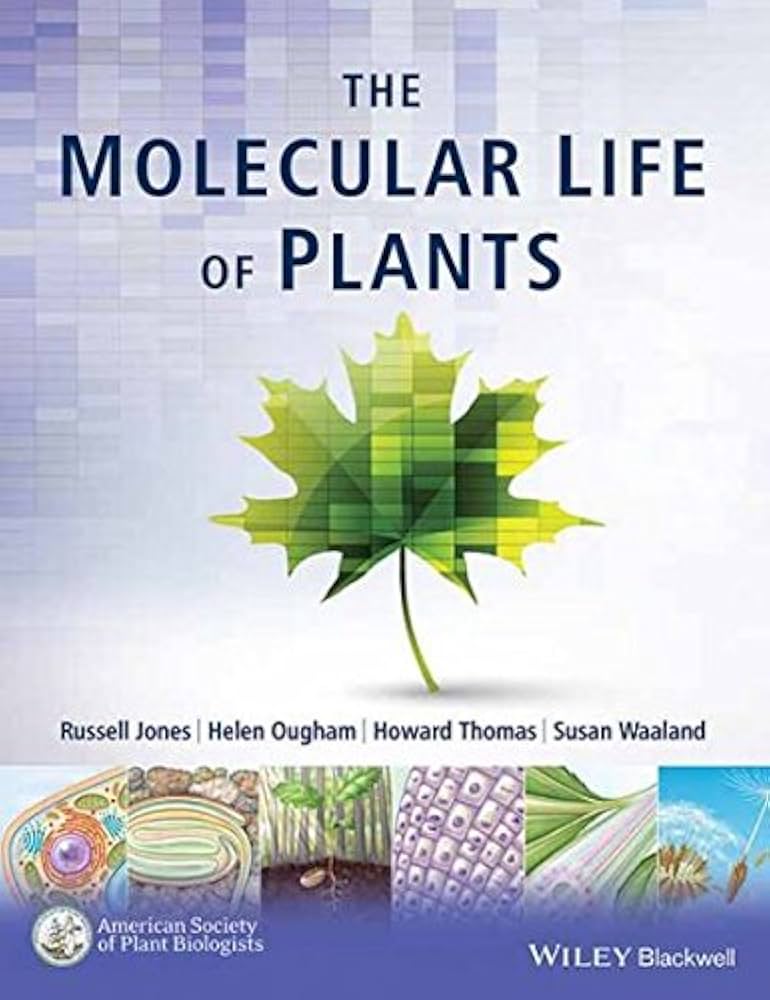 THE
MOLECULAR LIFE
OF PLANTS
Russell Jones | Helen Ougham | Howard Thomas | Susan Waaland
American Society
of Plant Biologists
WILEY Blackwell